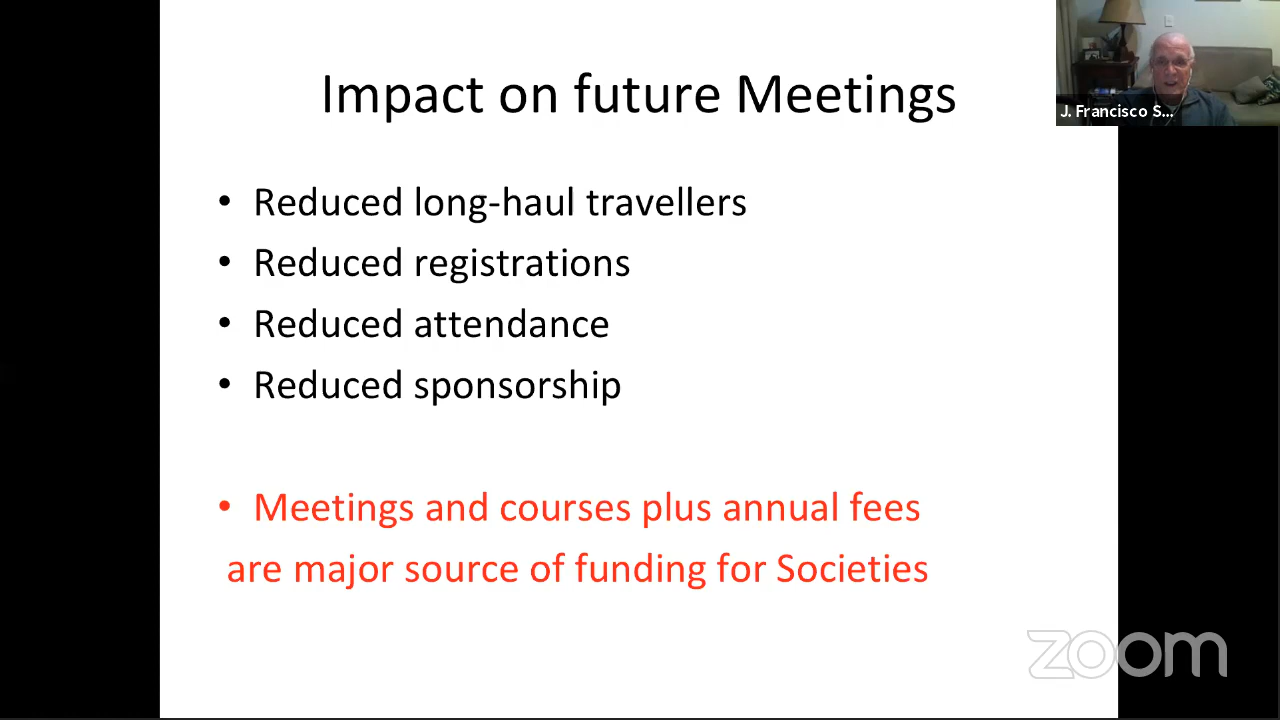 Impact on future Meetings
J. Francisco S...
• Reduced long-haul travellers
• Reduced registrations
• Reduced attendance
• Reduced sponsorship
• Meetings and courses plus annual fees
are major source of funding for Societies
zoom